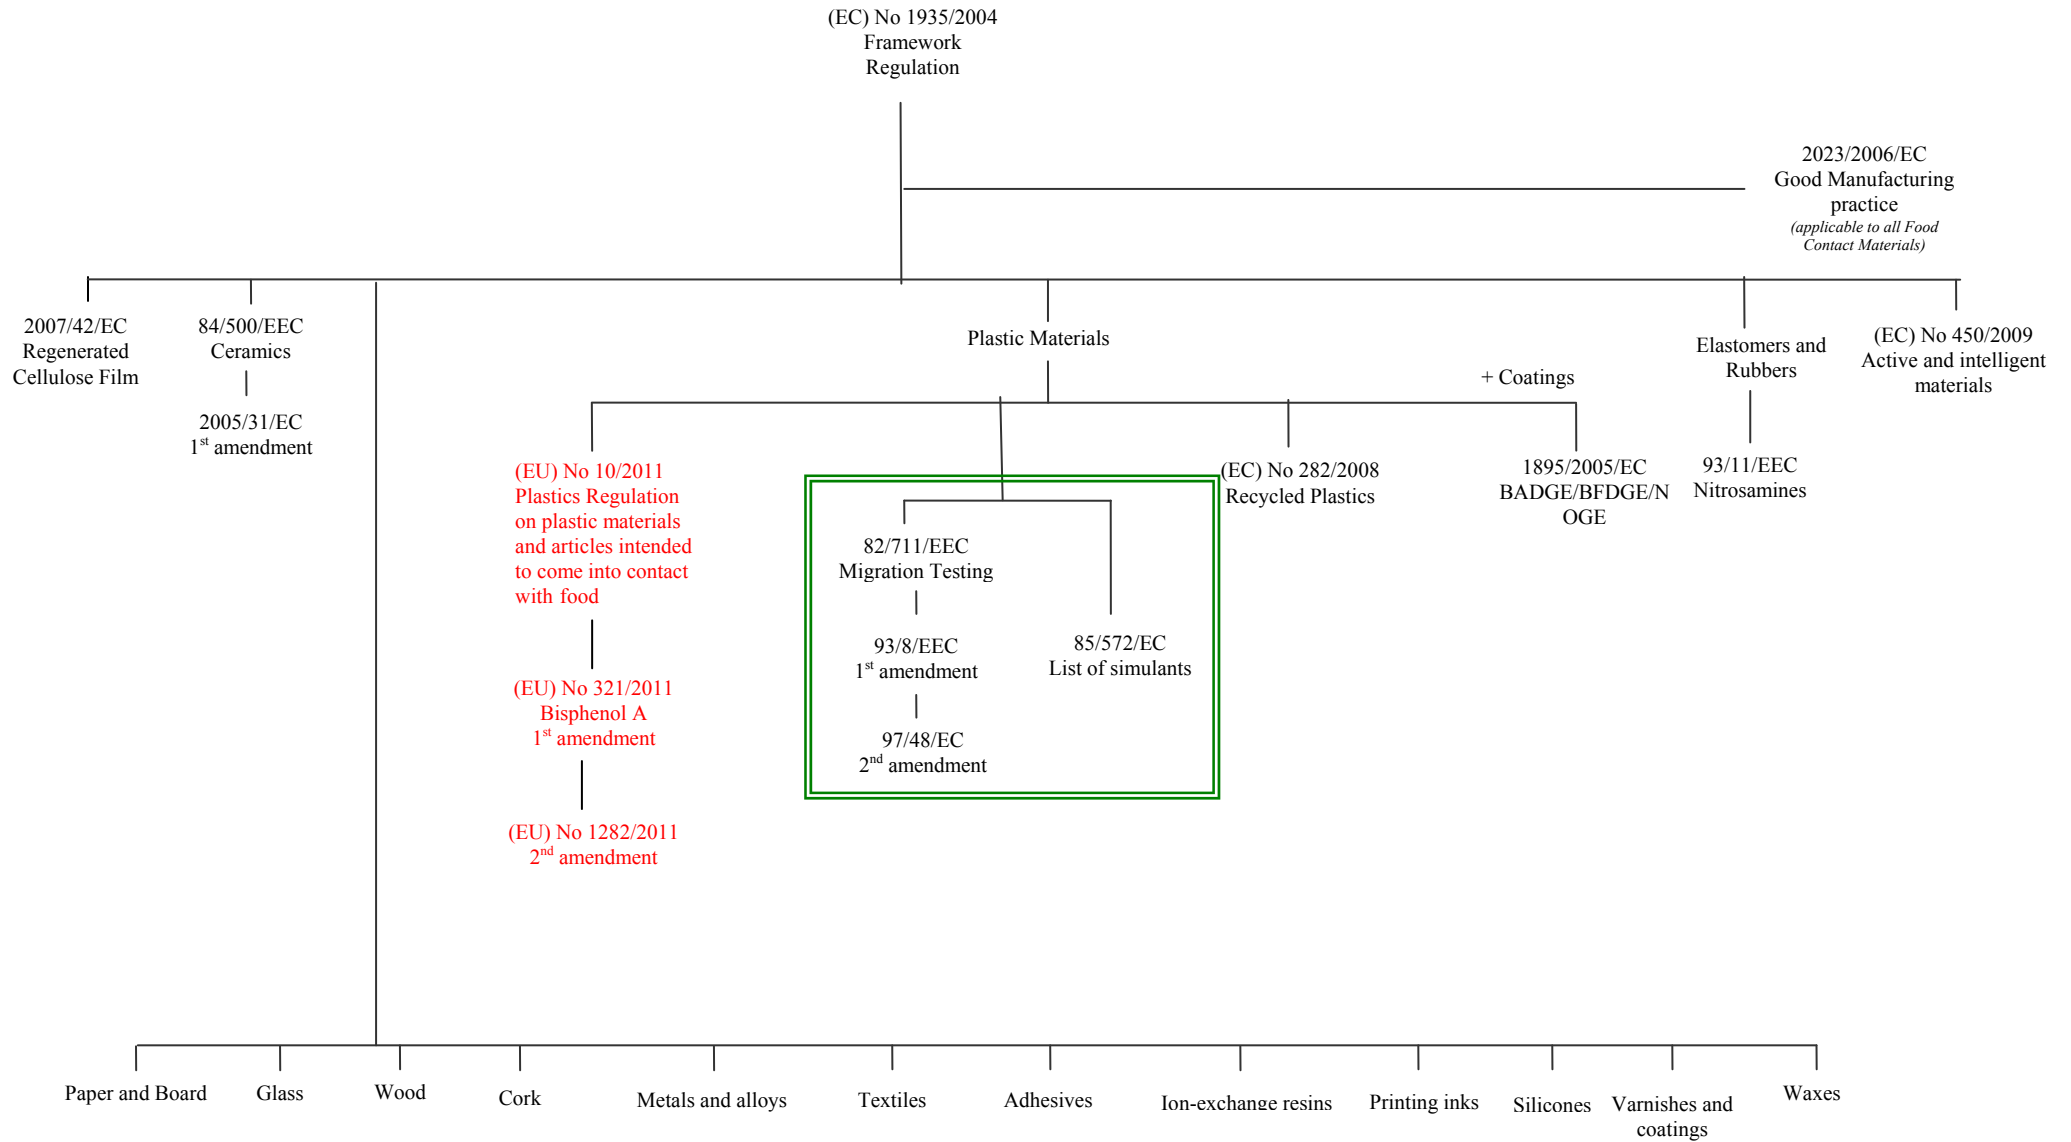 (EC) No 1935/2004
Framework
Regulation
2023/2006/EC
Good Manufacturing
practice
(applicable to all Food
Contact Materials)
2007/42/EC
Regenerated
Cellulose Film
84/500/EEC
Ceramics
2005/31/EC
1st amendment
Plastic Materials
+ Coatings
Elastomers and
Rubbers
(EC) No 450/2009
Active and intelligent
materials
(EU) No 10/2011
Plastics Regulation
on plastic materials
and articles intended
to come into contact
with food
(EU) No 321/2011
Bisphenol A
1st amendment
(EU) No 1282/2011
2nd amendment
82/711/EEC
Migration Testing
93/8/EEC
1st amendment
97/48/EC
2nd amendment
85/572/EC
List of simulants
(EC) No 282/2008
Recycled Plastics
1895/2005/EC
BADGE/BFDGE/N
OGE
93/11/EEC
Nitrosamines
Paper and Board
Glass
Wood
Cork
Metals and alloys
Textiles
Adhesives
Ion-exchange resins
Printing inks
Silicones
Varnishes and
coatings
Waxes